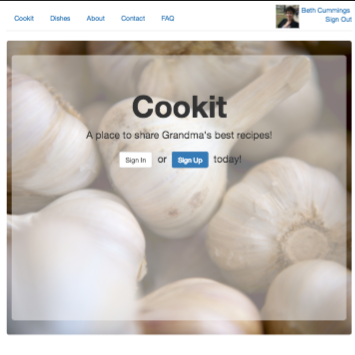 Cookit Dishes About Contact FAQ
Beth Cummings
Sign Out
Cookit
A place to share Grandma's best recipes!
Sign In or Sign Up today!